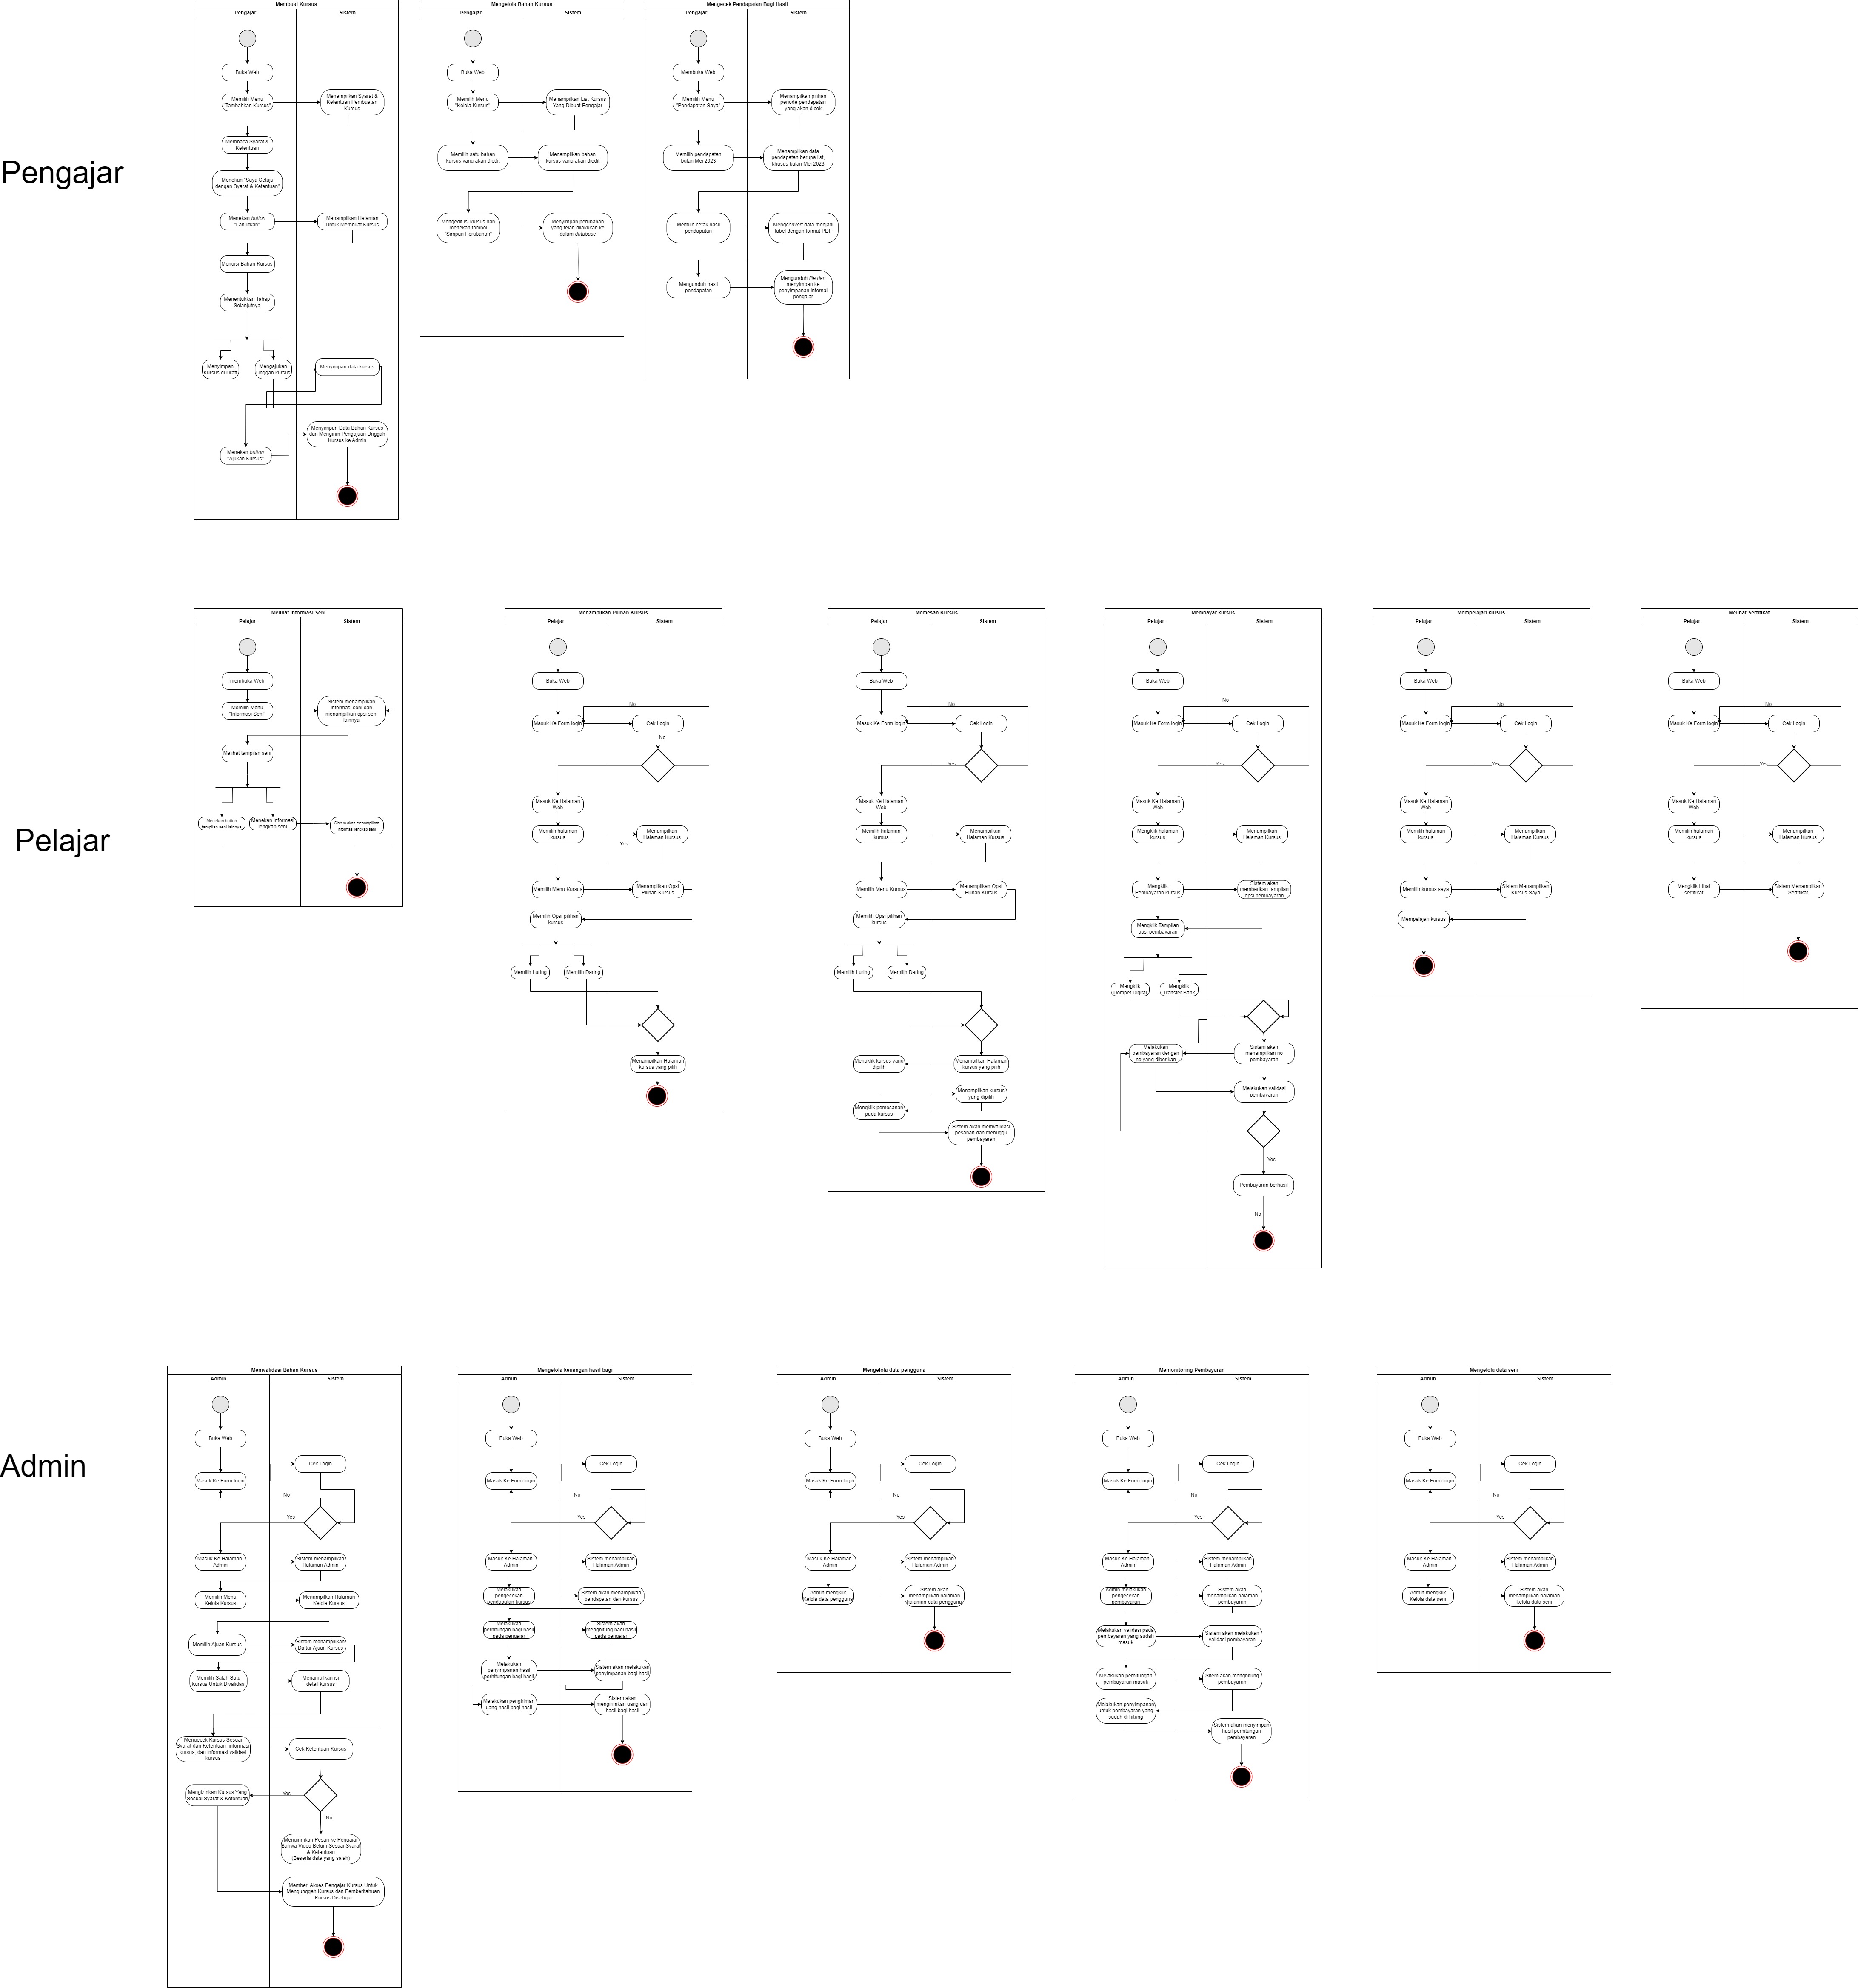 Pengajar
Membuat Kursus
Pengajar
Sistem
Buka Web
Memilih Menu
"Tambahkan Kursus"
Menampilkan Syarat &
Ketentuan Pembuatan
Kursus
Membaca Syarat &
Ketentuan
Menekan "Saya Setuju
dengan Syarat & Ketentuan"
Menekan button
"Lanjutkan"
Menampilkan Halaman
Untuk Membuat Kursus
Mengisi Bahan Kursus
Menentukkan Tahap
Selanjutnya
Menyimpan
Kursus di Draft
Mengajukan
Unggah kursus
Menyimpan data kursus
Menyimpan Data Bahan Kursus
dan Mengirim Pengajuan Unggah
Kursus ke Admin
Menekan button
"Ajukan Kursus"
Mengelola Bahan Kursus
Pengajar
Sistem
Buka Web
Memilih Menu
"Kelola Kursus"
Menampilkan List Kursus
Yang Dibuat Pengajar
Memilih satu bahan
kursus yang akan diedit
Menampilkan bahan
kursus yang akan diedit
Mengedit isi kursus dan
menekan tombol
"Simpan Perubahan"
Menyimpan perubahan
yang telah dilakukan ke
dalam database
Mengecek Pendapatan Bagi Hasil
Pengajar
Sistem
Membuka Web
Memilih Menu
"Pendapatan Saya"
Menampilkan pilihan
periode pendapatan
yang akan dicek
Memilih pendapatan
bulan Mei 2023
Menampilkan data
pendapatan berupa list,
khusus bulan Mei 2023
Memilih cetak hasil
pendapatan
Mengconvert data menjadi
tabel dengan format PDF
Mengunduh hasil
pendapatan
Mengunduh file dan
menyimpan ke
penyimpanan internal
pengajar
Pelajar
Melihat Informasi Seni
Pelajar
Sistem
membuka Web
Memilih Menu
"Informasi Seni"
Sistem menampilkan
informasi seni dan
menampilkan opsi seni
lainnya
Melihat tampilan seni
Menekan button
tampilan seni lainnya
Menekan informasi
lengkap seni
Sistem akan menampilkan
informasi lengkap seni
Menampilkan Pilihan Kursus
Pelajar
Sistem
Buka Web
No
Masuk Ke Form login
Cek Login
No
Masuk Ke Halaman
Web
Memilih halaman
kursus
Menampilkan
Halaman Kursus
Yes
Memilih Menu Kursus
Menampilkan Opsi
Pilihan Kursus
Memilih Opsi pilihan
kursus
Memilih Luring
Memilih Daring
Menampilkan Halaman
kursus yang pilih
Memesan Kursus
Pelajar
Sistem
Buka Web
No
Masuk Ke Form login
Cek Login
Yes
Masuk Ke Halaman
Web
Memilih halaman
kursus
Menampilkan
Halaman Kursus
Memilih Menu Kursus
Menampilkan Opsi
Pilihan Kursus
Memilih Opsi pilihan
kursus
Memilih Luring
Memilih Daring
Mengklik kursus yang
dipilih
Menampilkan Halaman
kursus yang pilih
Menampilkan kursus
yang dipilih
Mengklik pemesanan
pada kursus
Sistem akan memvalidasi
pesanan dan menuggu
pembayaran
Membayar kursus
Pelajar
Sistem
Buka Web
No
Masuk Ke Form login
Cek Login
Yes
Masuk Ke Halaman
Web
Mengklik halaman
kursus
Menampilkan
Halaman Kursus
Mengklik
Pembayaran kursus
Sistem akan
memberikan tampilan
opsi pembayaran
Mengklik Tampilan
opsi pembayaran
Mengklik
Dompet Digital
Mengklik
Transfer Bank
Melakukan
pembayaran dengan
no yang diberikan
Sistem akan
menampilkan no
pembayaran
Melakukan validasi
pembayaran
Yes
Pembayaran berhasil
No
Mempelajari kursus
Pelajar
Sistem
Buka Web
No
Masuk Ke Form login
Cek Login
Yes
Masuk Ke Halaman
Web
Memilih halaman
kursus
Menampilkan
Halaman Kursus
Memilih kursus saya
Sistem Menampilkan
Kursus Saya
Mempelajari kursus
Melihat Sertifikat
Pelajar
Sistem
Buka Web
No
Masuk Ke Form login
Cek Login
Yes
Masuk Ke Halaman
Web
Memilih halaman
kursus
Menampilkan
Halaman Kursus
Mengklik Lihat
sertifikat
Sistem Menampilkan
Sertifikat
Admin
Memvalidasi Bahan Kursus
Admin
Sistem
Buka Web
Cek Login
Masuk Ke Form login
No
Yes
Masuk Ke Halaman
Admin
Sistem menampilkan
Halaman Admin
Memilih Menu
Kelola Kursus
Menampilkan Halaman
Kelola Kursus
Memilih Ajuan Kursus
Sistem menampilkan
Daftar Ajuan Kursus
Memilih Salah Satu
Kursus Untuk Divalidasi
Menampilkan isi
detail kursus
Mengecek Kursus Sesuai
Syarat dan Ketentuan informasi
kursus, dan informasi validasi
kursus
Cek Ketentuan Kursus
Mengizinkan Kursus Yang
Sesuai Syarat & Ketentuan
Yes
No
Mengirimkan Pesan ke Pengajar
Bahwa Video Belum Sesuai Syarat
& Ketentuan
(Beserta data yang salah)
Memberi Akses Pengajar Kursus Untuk
Mengunggah Kursus dan Pemberitahuan
Kursus Disetujui
Mengelola keuangan hasil bagi
Admin
Sistem
Buka Web
Cek Login
Masuk Ke Form login
No
Yes
Masuk Ke Halaman
Admin
Sistem menampilkan
Halaman Admin
Melakukan
pengecekan
pendapatan kursus
Sistem akan menampilkan
pendapatan dari kursus
Melakukan
perhitungan bagi hasil
pada pengajar
Sistem akan
menghitung bagi hasil
pada pengajar
Melakukan
penyimpanan hasil
perhitungan bagi hasil
Sistem akan melakukan
penyimpanan bagi hasil
Melakukan pengiriman
uang hasil bagi hasil
Sistem akan
mengirimkan uang dari
hasil bagi hasil
Mengelola data pengguna
Admin
Sistem
Buka Web
Cek Login
Masuk Ke Form login
No
Yes
Masuk Ke Halaman
Admin
Sistem menampilkan
Halaman Admin
Admin mengklik
Kelola data pengguna
Sistem akan
menampilkan halaman
halaman data pengguna
Memonitoring Pembayaran
Admin
Sistem
Buka Web
Cek Login
Masuk Ke Form login
No
Yes
Masuk Ke Halaman
Admin
Sistem menampilkan
Halaman Admin
Admin melakukan
pengecekan
pembayaran
Sistem akan
menampilkan halaman
pembayaran
Melakukan validasi pada
pembayaran yang sudah
masuk
Sistem akan melakukan
validasi pembayaran
Melakukan perhitungan
pembayaran masuk
Sitem akan menghitung
pembayaran
Melakukan penyimpanan
untuk pembayaran yang
sudah di hitung
Sistem akan menyimpan
hasil perhitungan
pembayaran
Mengelola data seni
Admin
Sistem
Buka Web
Cek Login
Masuk Ke Form login
No
Yes
Masuk Ke Halaman
Admin
Sistem menampilkan
Halaman Admin
Admin mengklik
Kelola data seni
Sistem akan
menampilkan halaman
kelola data seni